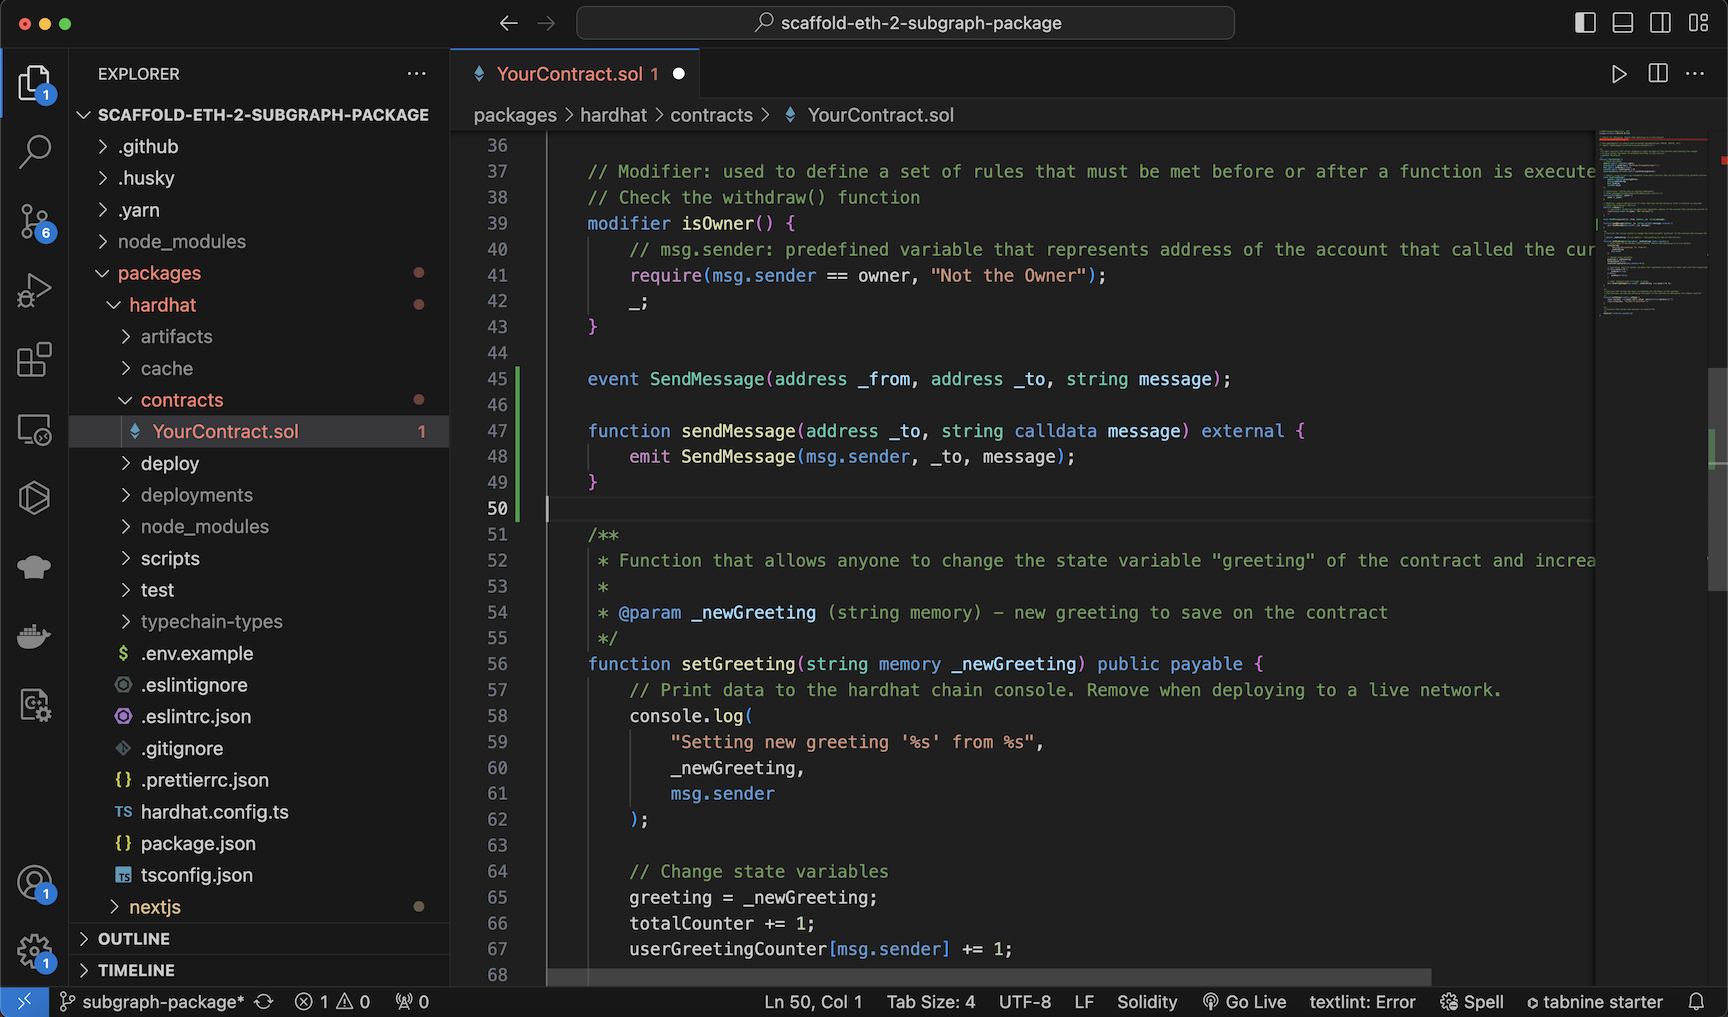 scaffold-eth-2-subgraph-package
EXPLORER
YourContract.sol 1
SCAFFOLD-ETH-2-SUBGRAPH-PACKAGE
packages > hardhat > contracts > YourContract.sol
1
6
1
1
.github
.husky
.yarn
node_modules
packages
hardhat
artifacts
cache
contracts
YourContract.sol 1
deploy
deployments
node_modules
scripts
test
typechain-types
$ .env.example
.eslintignore
.eslintrc.json
.gitignore
{} .prettierrc.json
TS hardhat.config.ts
{} package.json
TS tsconfig.json
nextjs
OUTLINE
TIMELINE
36
37 // Modifier: used to define a set of rules that must be met before or after a function is execute
38 // Check the withdraw() function
39 modifier isOwner() {
40 // msg.sender: predefined variable that represents address of the account that called the cur
41 require(msg.sender == owner, "Not the Owner");
42 _;
43 }
44
45 event SendMessage(address _from, address _to, string message);
46
47 function sendMessage(address _to, string calldata message) external {
48 emit SendMessage(msg.sender, _to, message);
49 }
50
51 /**
52 * Function that allows anyone to change the state variable "greeting" of the contract and increa
53 *
54 * @param _newGreeting (string memory) – new greeting to save on the contract
55 */
56 function setGreeting(string memory _newGreeting) public payable {
57 // Print data to the hardhat chain console. Remove when deploying to a live network.
58 console.log(
59 "Setting new greeting '%s' from %s",
60 _newGreeting,
61 msg.sender
62 );
63
64 // Change state variables
65 greeting = _newGreeting;
66 totalCounter += 1;
67 userGreetingCounter[msg.sender] += 1;
68
subgraph-package* 1 0 0 Ln 50, Col 1 Tab Size: 4 UTF-8 LF Solidity Go Live textlint: Error Spell tabnine starter